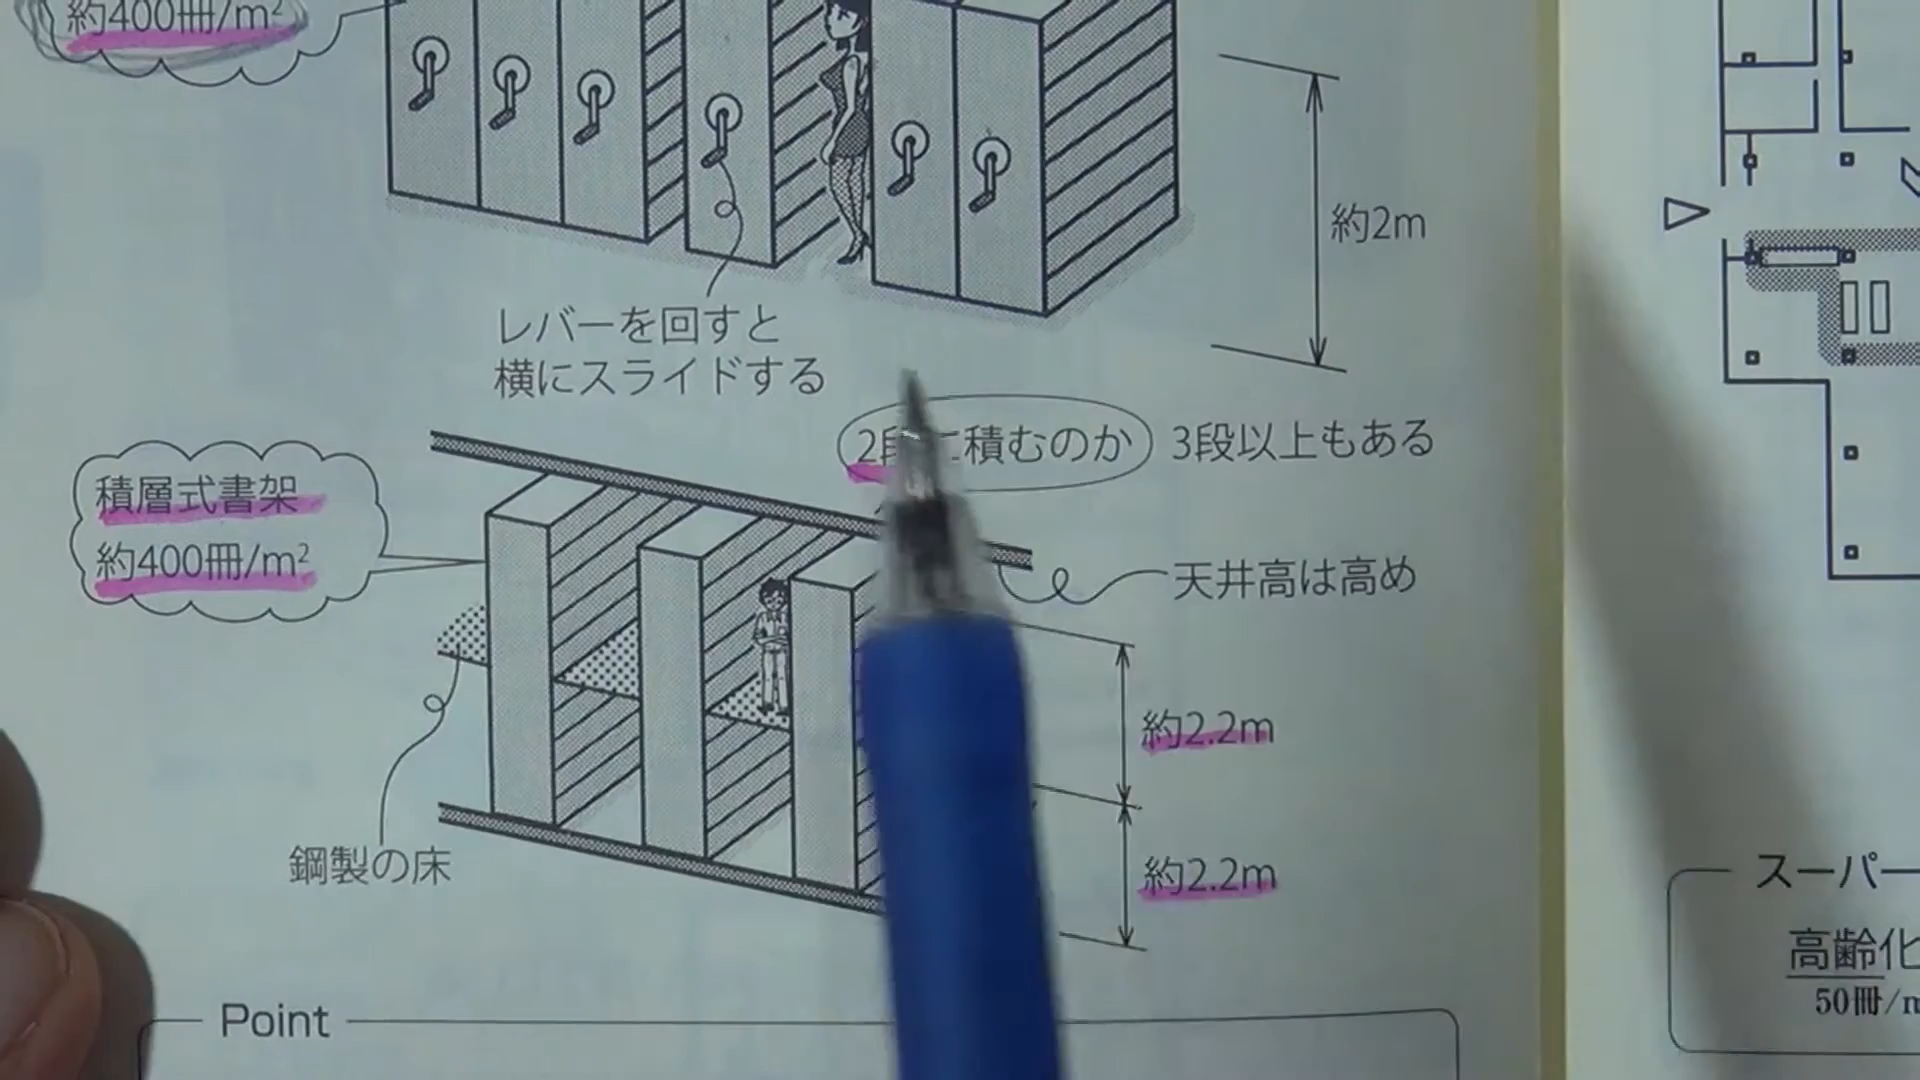 約400冊/m²
約2m
レバーを回すと
横にスライドする
2段 積むのか 3段以上もある
積層式書架
約400冊/m²
天井高は高め
約2.2m
約2.2m
鋼製の床
Point
スーパー
高齢化
50冊/m